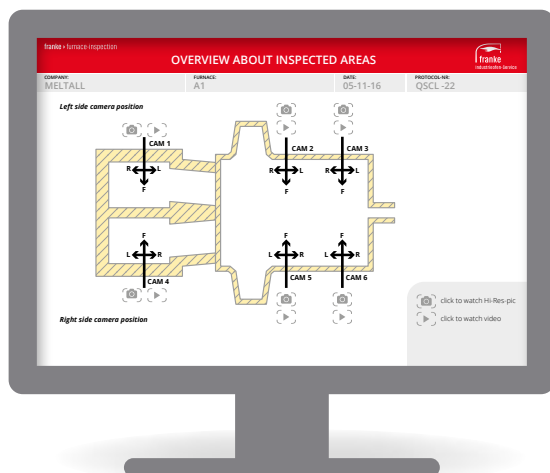 franke › furnace-inspection
OVERVIEW ABOUT INSPECTED AREAS
franke
industrieofen-Service
COMPANY:
MELTALL
FURNACE:
A1
DATE:
05-11-16
PROTOCOL-NR:
QSCL -22
Left side camera position
CAM 1
R L
F
CAM 2
R L
F
CAM 3
R L
F
F
L R
CAM 4
F
L R
CAM 5
F
L R
CAM 6
Right side camera position
click to watch Hi-Res-pic
click to watch video